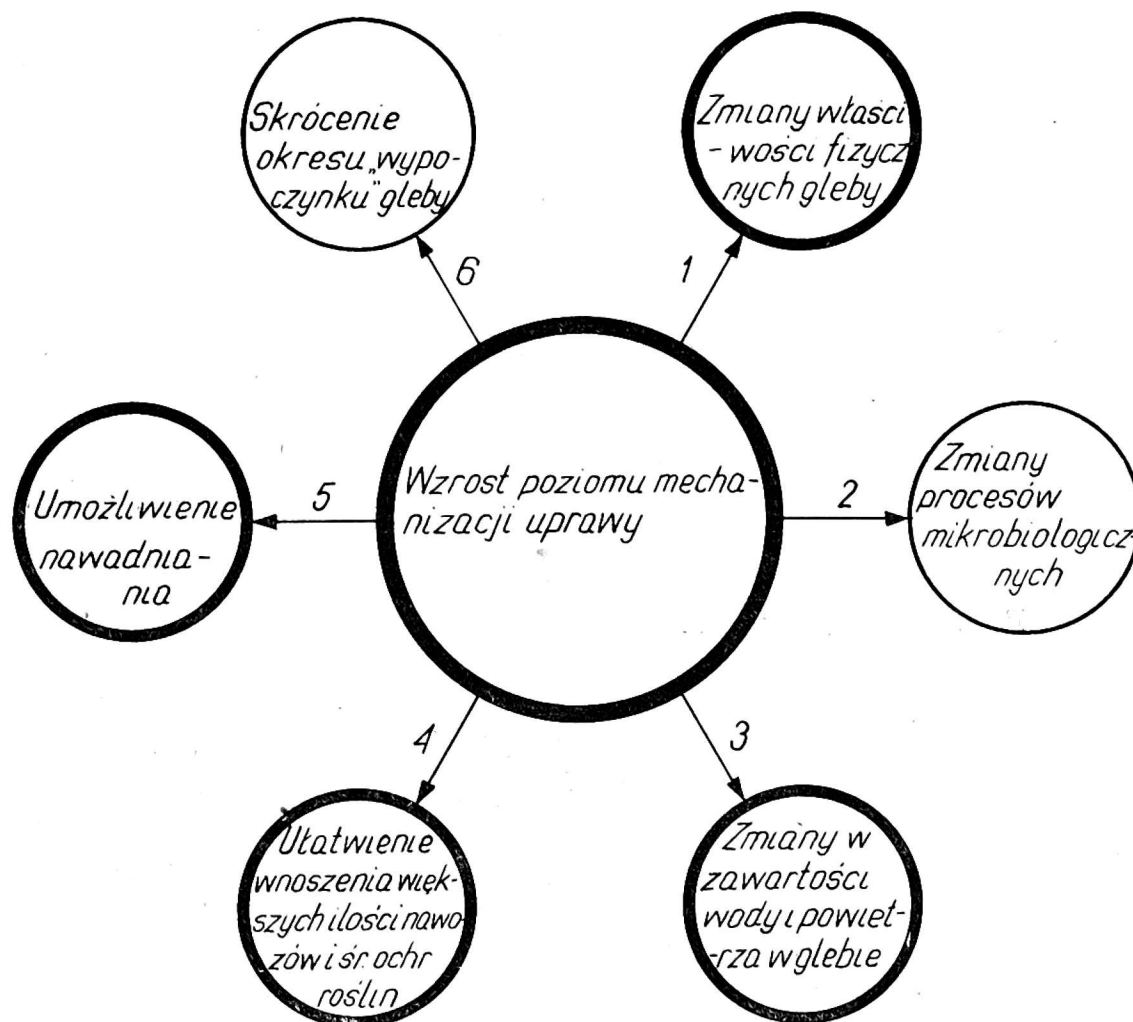 Skrócenie
okresu „wypo-
czynku" gleby
Zmiany właści
-wości fizycz
nych gleby
6
1
Umożliwienie
nawadnia-
nia
5
Wzrost poziomu mecha-
nizacji uprawy
2
Zmiany
procesów
mikrobiologicz-
nych
4
3
Ułatwienie
wnoszenia więk-
szych ilości nawo-
zów i śr. ochr
roślin
Zmiany w
zawartości
wody i powiet-
-rza w glebie